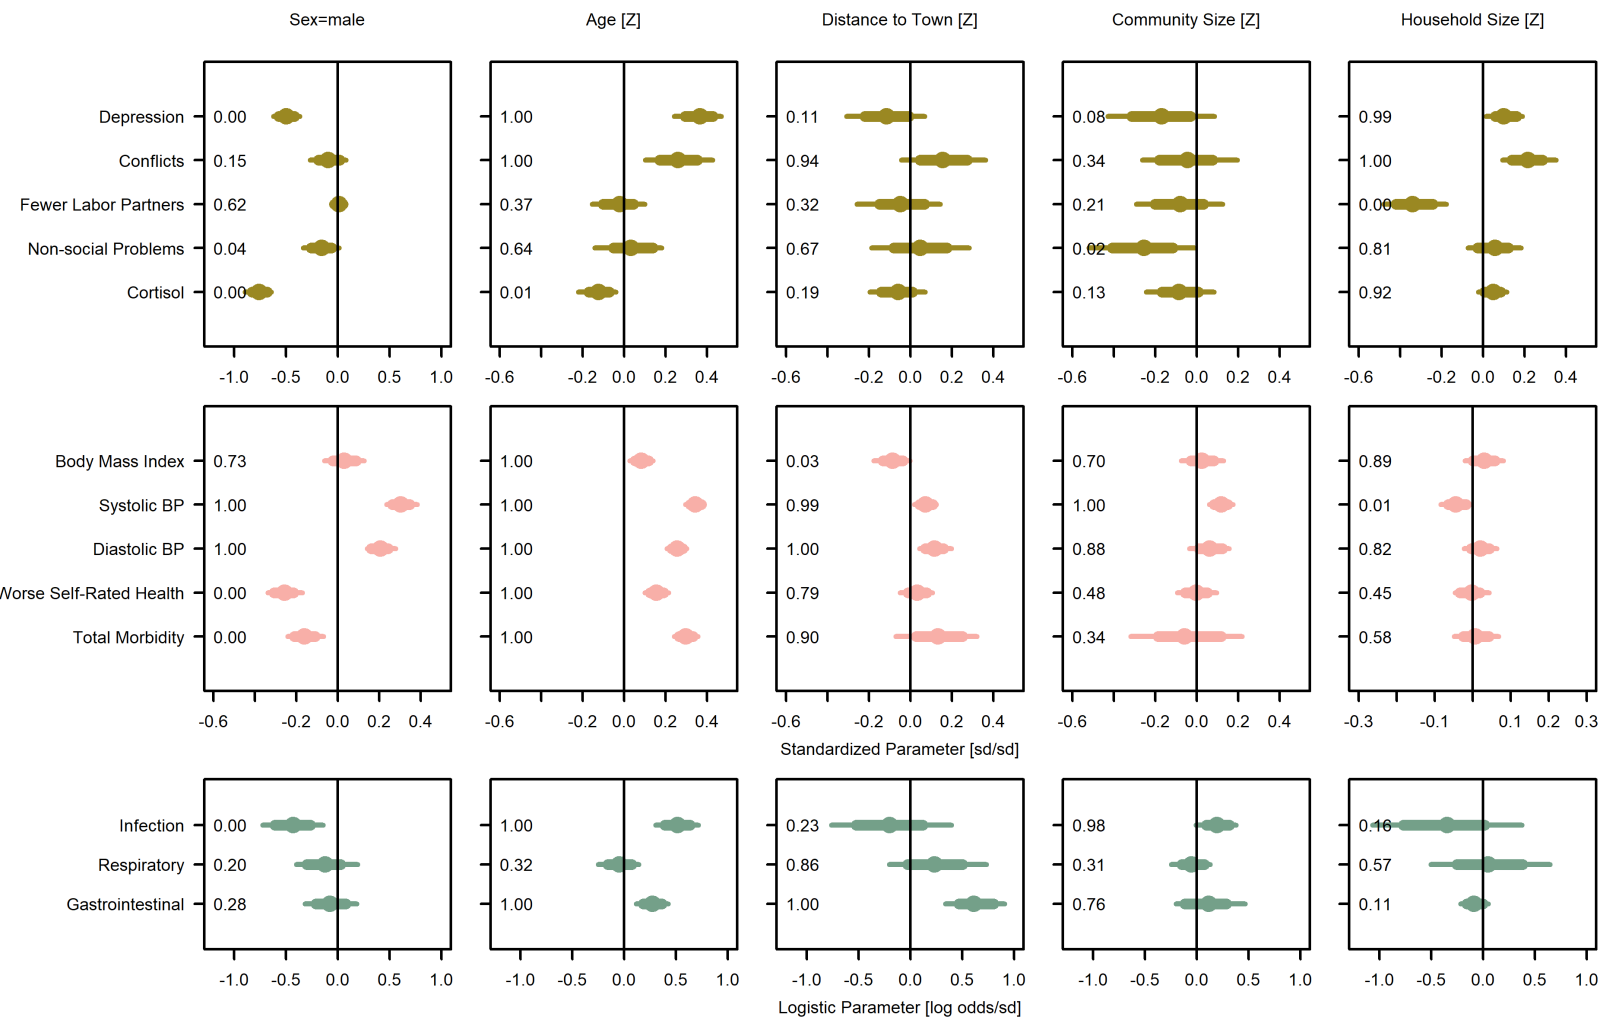 Sex=male Age [Z] Distance to Town [Z] Community Size [Z] Household Size [Z]
Depression 0.00 1.00 0.11 0.08 0.99
Conflicts 0.15 1.00 0.94 0.34 1.00
Fewer Labor Partners 0.62 0.37 0.32 0.21 0.00
Non-social Problems 0.04 0.64 0.67 0.02 0.81
Cortisol 0.00 0.01 0.19 0.13 0.92
-1.0 -0.5 0.0 0.5 1.0 -0.6 -0.2 0.0 0.2 0.4 -0.6 -0.2 0.0 0.2 0.4 -0.6 -0.2 0.0 0.2 0.4 -0.6 -0.2 0.0 0.2 0.4
Body Mass Index 0.73 1.00 0.03 0.70 0.89
Systolic BP 1.00 1.00 0.99 1.00 0.01
Diastolic BP 1.00 1.00 1.00 0.88 0.82
Worse Self-Rated Health 0.00 1.00 0.79 0.48 0.45
Total Morbidity 0.00 1.00 0.90 0.34 0.58
-0.6 -0.2 0.0 0.2 0.4 -0.6 -0.2 0.0 0.2 0.4 -0.6 -0.2 0.0 0.2 0.4 -0.6 -0.2 0.0 0.2 0.4 -0.3 -0.1 0.1 0.2 0.3
Standardized Parameter [sd/sd]
Infection 0.00 1.00 0.23 0.98 0.16
Respiratory 0.20 0.32 0.86 0.31 0.57
Gastrointestinal 0.28 1.00 1.00 0.76 0.11
-1.0 -0.5 0.0 0.5 1.0 -1.0 -0.5 0.0 0.5 1.0 -1.0 -0.5 0.0 0.5 1.0 -1.0 -0.5 0.0 0.5 1.0 -1.0 -0.5 0.0 0.5 1.0
Logistic Parameter [log odds/sd]